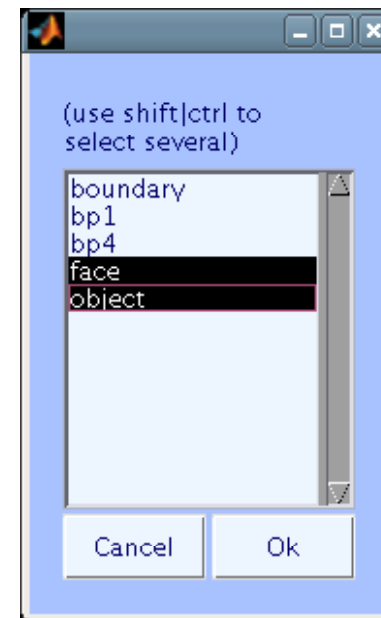 (use shift|ctrl to
select several)
boundary
bp1
bp4
face
object
Cancel
Ok